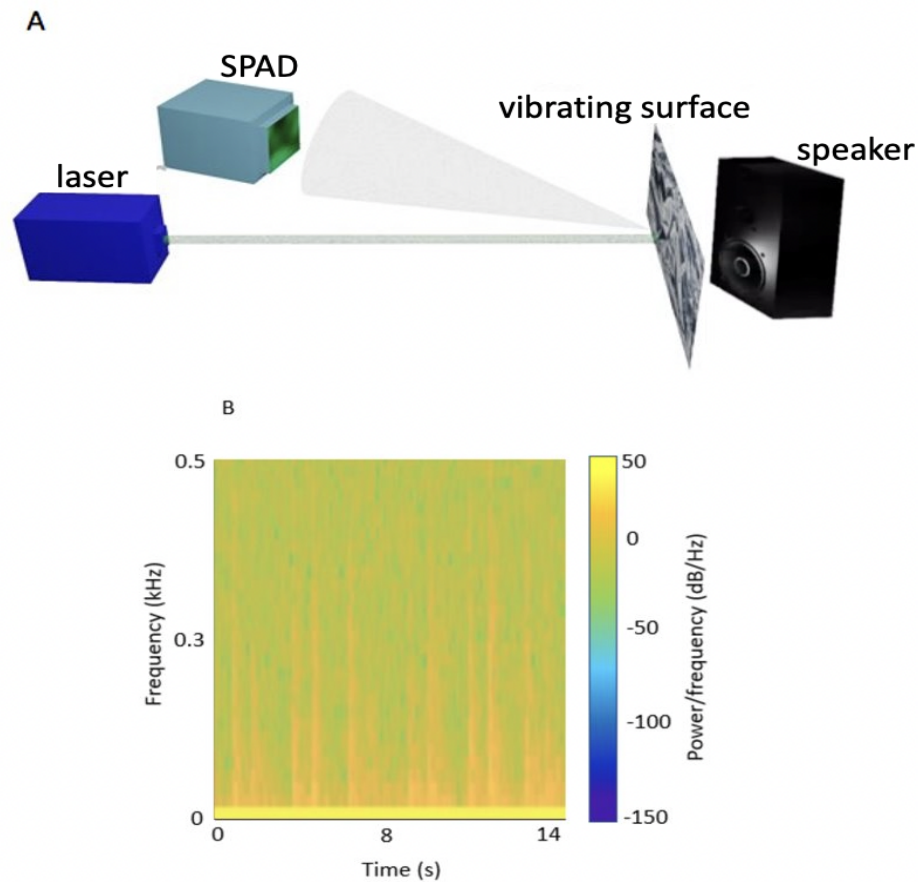 A
SPAD
vibrating surface
speaker
laser
B
0.5
0.3
0
Frequency (kHz)
0
8
14
Time (s)
50
0
-50
-100
-150
Power/frequency (dB/Hz)